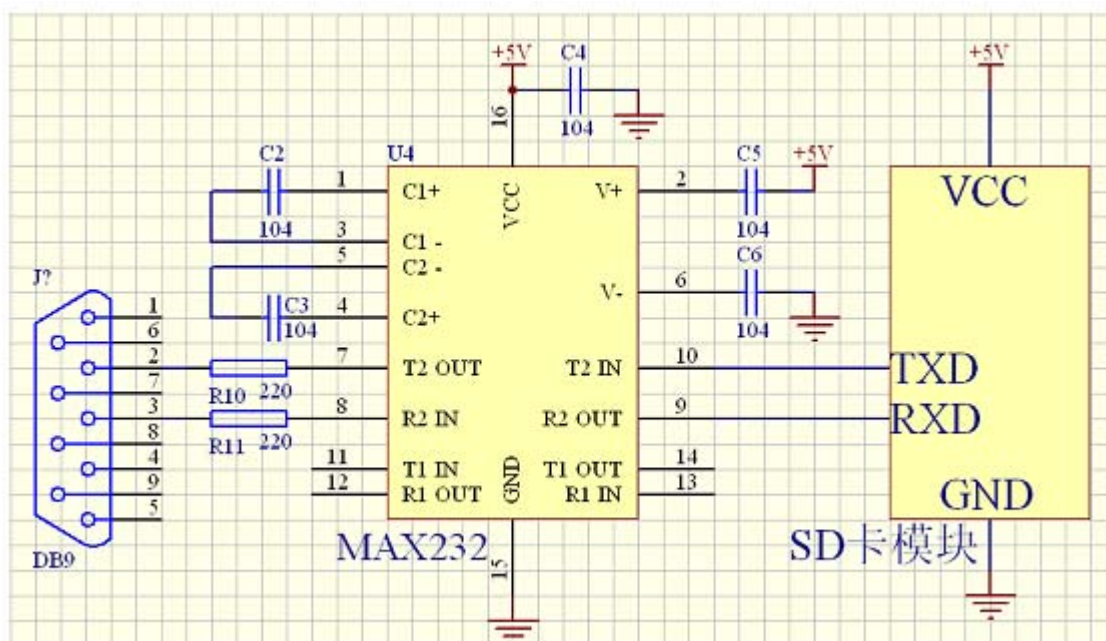 +5V
C4
104
16
+5V
C2
104
U4
1
3
5
4
7
8
11
12
C1+
C1 -
C2 -
C2+
T2 OUT
R2 IN
T1 IN
R1 OUT
VCC
GND
V+
V-
T2 IN
R2 OUT
T1 OUT
R1 IN
2
6
10
9
14
13
C5
104
+5V
C6
104
C3
104
J?
1
6
2
7
3
8
4
9
5
DB9
R10 220
R11 220
MAX232
15
VCC
TXD
RXD
GND
SD卡模块